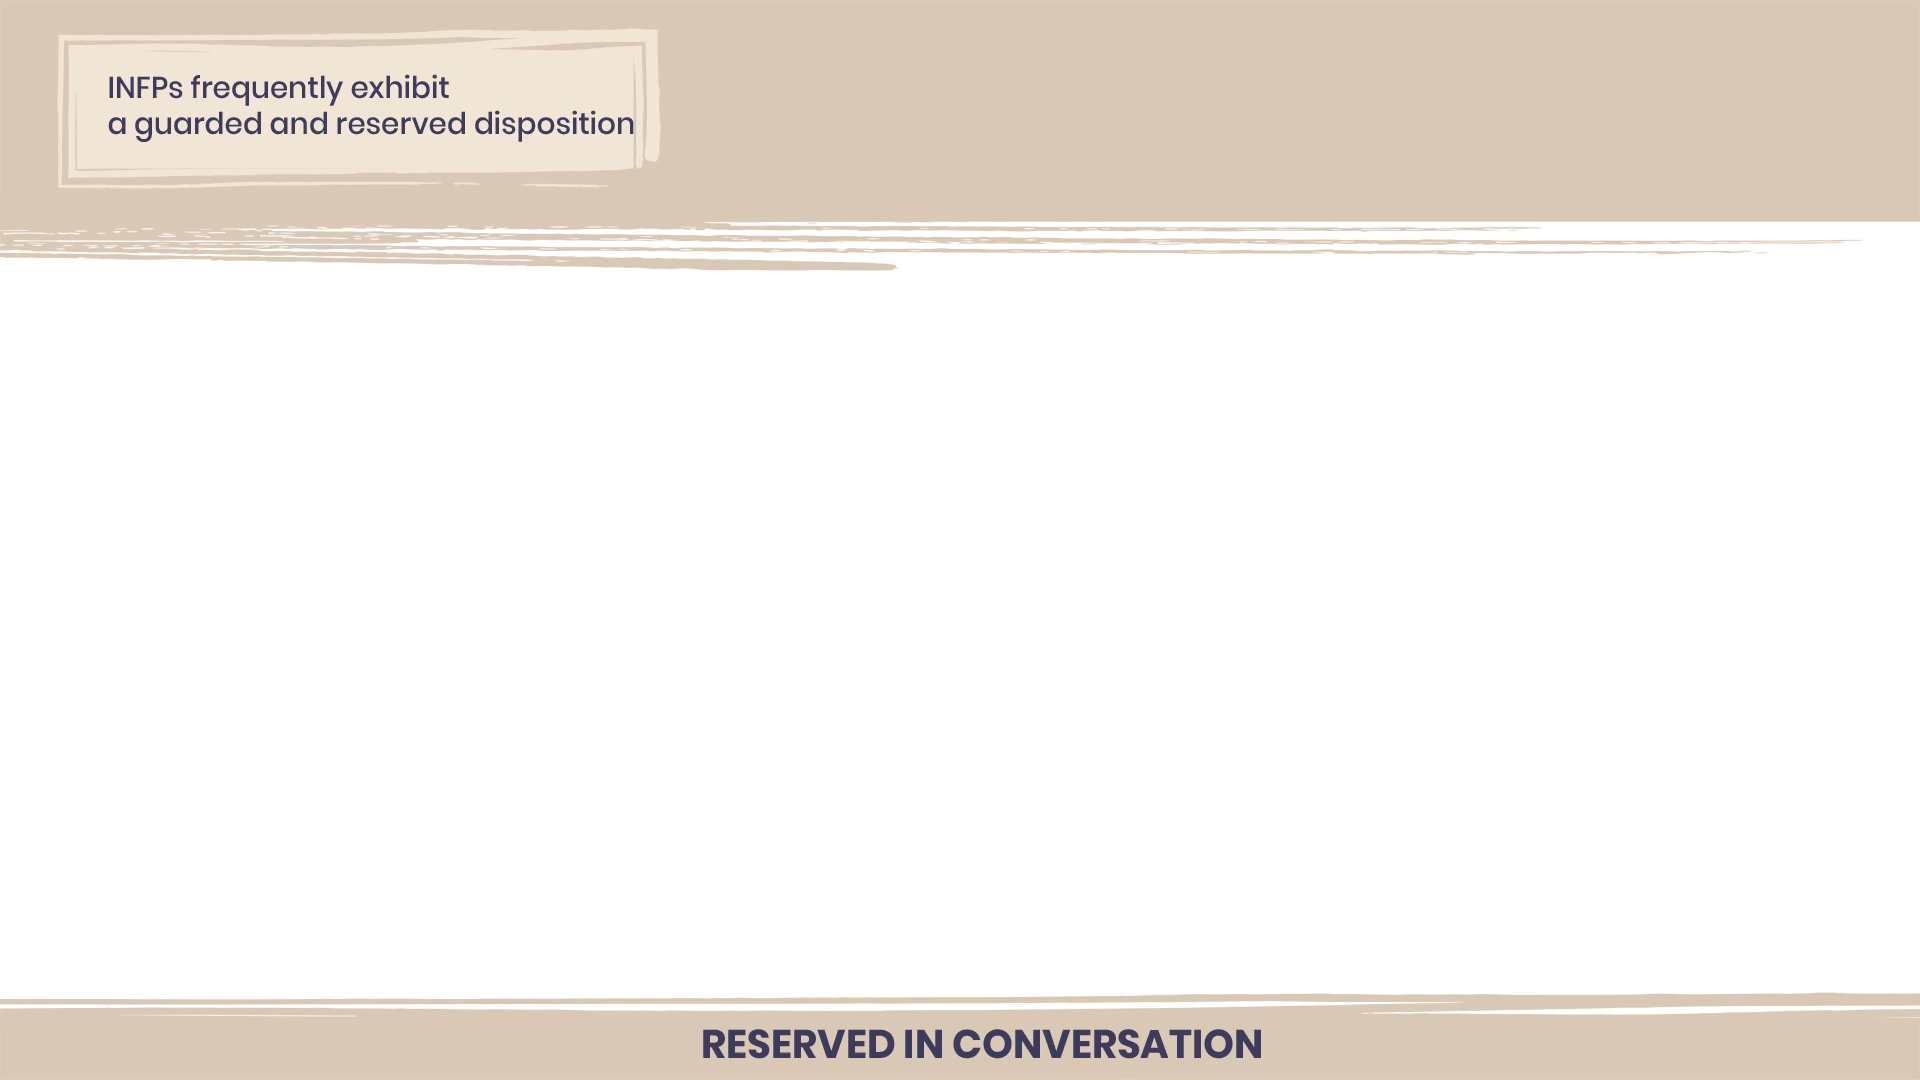 INFPs frequently exhibit
a guarded and reserved disposition
RESERVED IN CONVERSATION